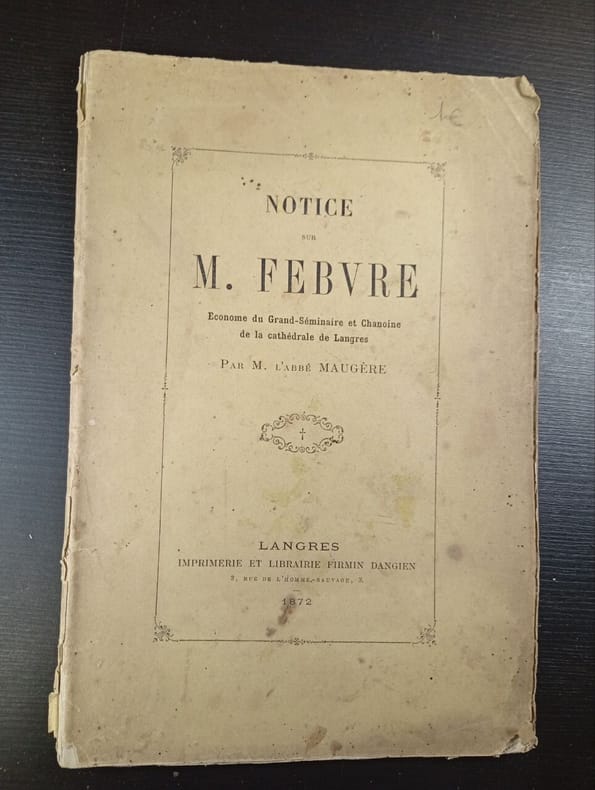 1€
NOTICE
SUR
M. FEBVRE
Econome du Grand-Séminaire et Chanoine
de la cathédrale de Langres
PAR M. L'ABBÉ MAUGÈRE
LANGRES
IMPRIMERIE ET LIBRAIRIE FIRMIN DANGIEN
3, RUE DE L'HOMME-SAUVAGE, 3.
1872